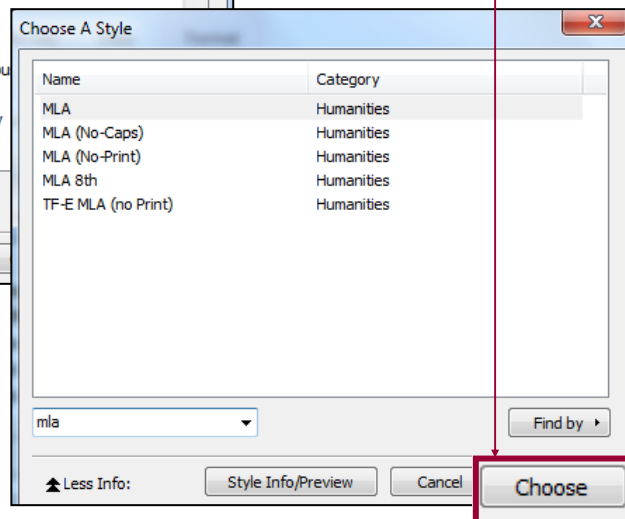 Choose A Style
Name Category
MLA Humanities
MLA (No-Caps) Humanities
MLA (No-Print) Humanities
MLA 8th Humanities
TF-E MLA (no Print) Humanities
mla Find by
Less Info: Style Info/Preview Cancel Choose